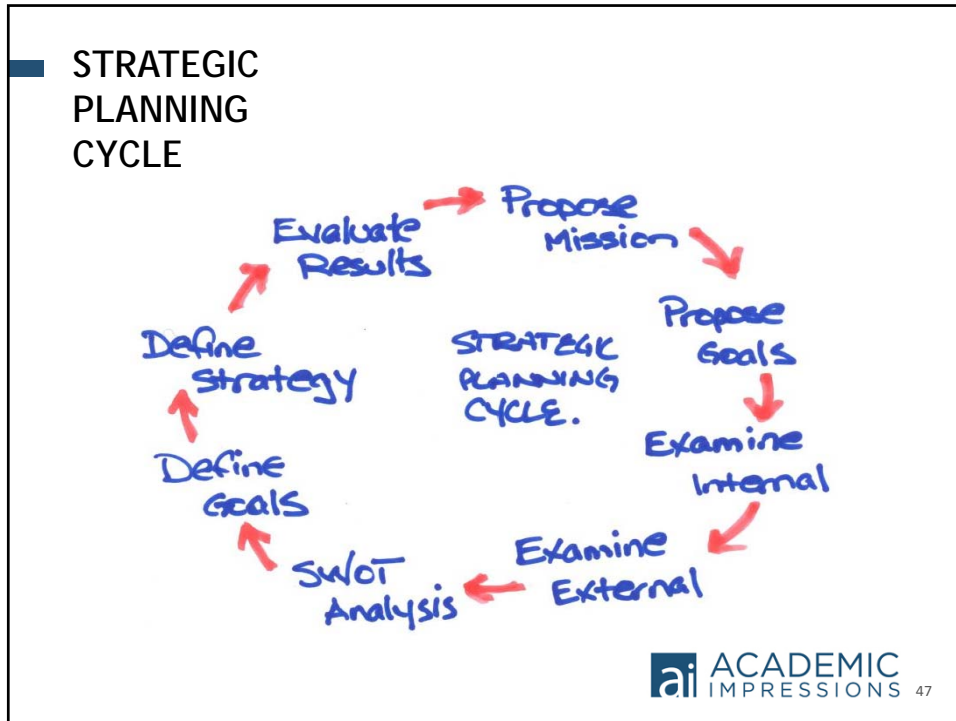 STRATEGIC
PLANNING
CYCLE
Propose
Mission
Evaluate
Results
Propose
Goals
Define
Strategy
STRATEGIC
PLANNING
CYCLE.
Examine
Internal
Define
Goals
Examine
External
SWOT
Analysis
ai ACADEMIC
IMPRESSIONS
47